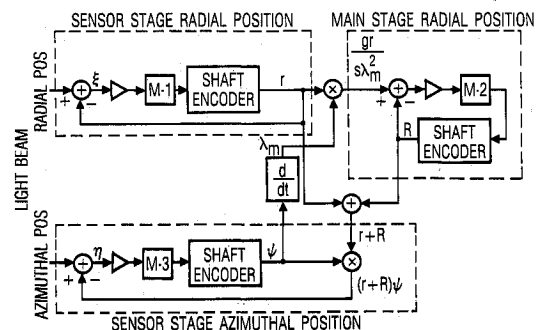 SENSOR STAGE RADIAL POSITION
MAIN STAGE RADIAL POSITION
LIGHT BEAM
RADIAL POS
+
−
ξ
M-1
SHAFT
ENCODER
r
×
gr
sλ²ₘ
+
−
M-2
R
SHAFT
ENCODER
λₘ
d
dt
+
r+R
AZIMUTHAL POS
+
−
η
M-3
SHAFT
ENCODER
ψ
×
(r+R)ψ
SENSOR STAGE AZIMUTHAL POSITION